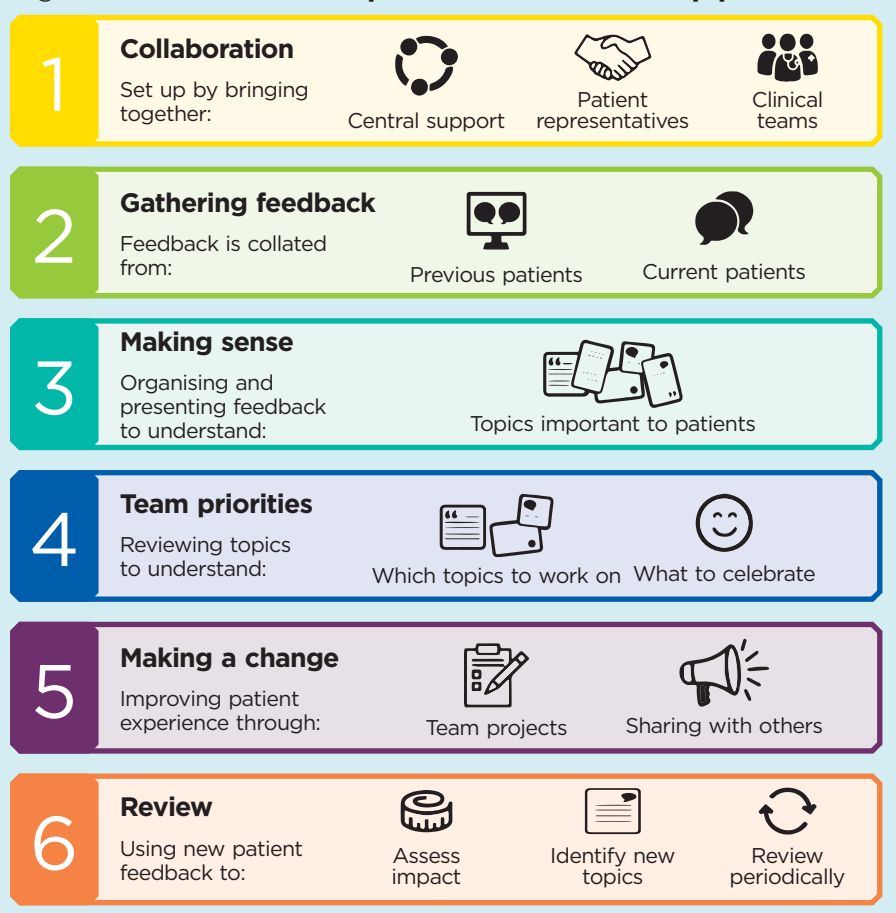 1
Collaboration
Set up by bringing
together:
Central support
Patient
representatives
Clinical
teams
2
Gathering feedback
Feedback is collated
from:
Previous patients
Current patients
3
Making sense
Organising and
presenting feedback
to understand:
Topics important to patients
4
Team priorities
Reviewing topics
to understand:
Which topics to work on
What to celebrate
5
Making a change
Improving patient
experience through:
Team projects
Sharing with others
6
Review
Using new patient
feedback to:
Assess
impact
Identify new
topics
Review
periodically